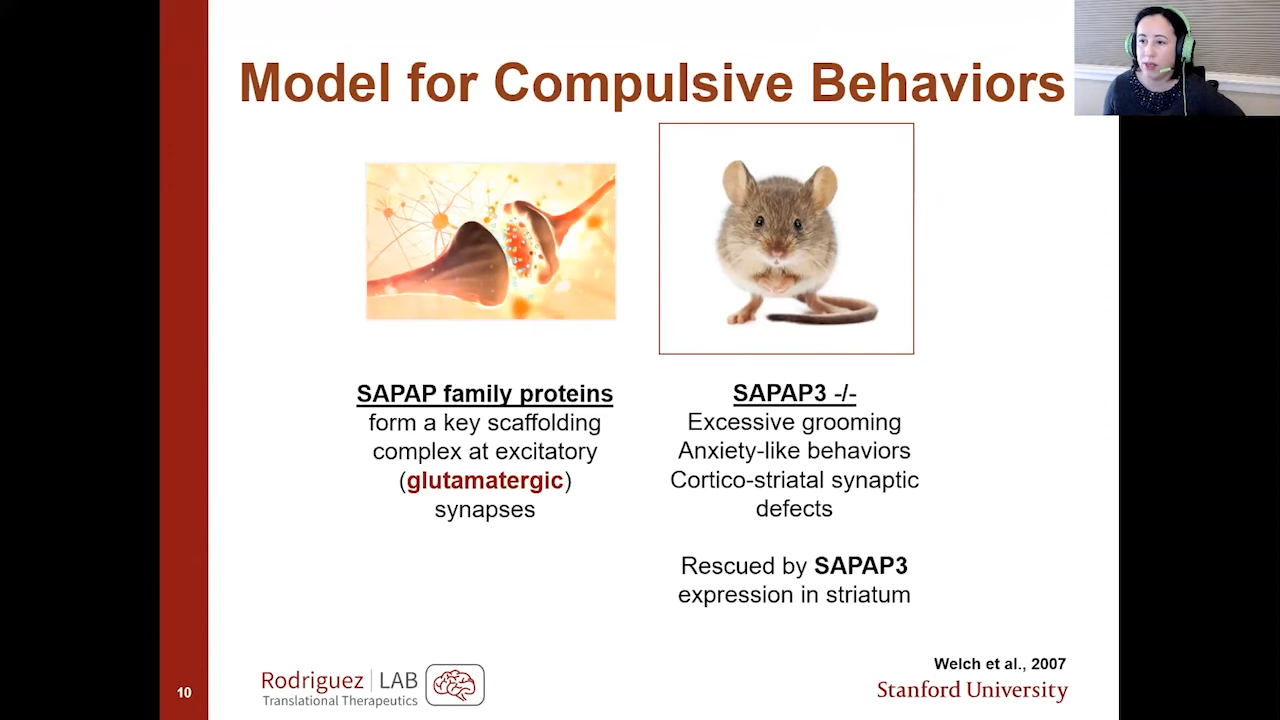 Model for Compulsive Behaviors
SAPAP family proteins
form a key scaffolding
complex at excitatory
(glutamatergic)
synapses
SAPAP3 -/-
Excessive grooming
Anxiety-like behaviors
Cortico-striatal synaptic
defects
Rescued by SAPAP3
expression in striatum
Welch et al., 2007
10
Rodriguez | LAB
Translational Therapeutics
Stanford University